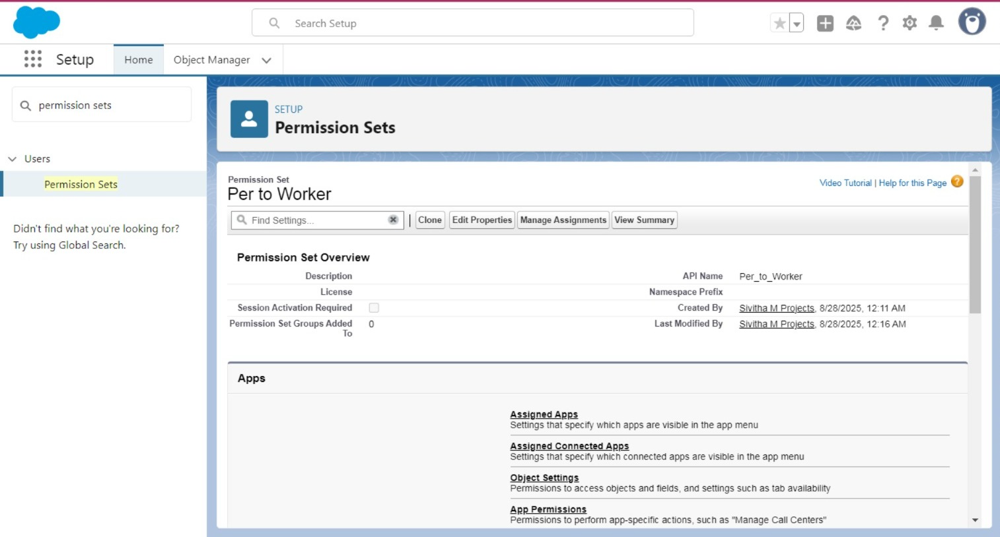 Search Setup
Setup
Home
Object Manager
permission sets
Users
Permission Sets
Didn't find what you're looking for?
Try using Global Search.
SETUP
Permission Sets
Permission Set
Per to Worker
Video Tutorial | Help for this Page
Find Settings...
Clone
Edit Properties
Manage Assignments
View Summary
Permission Set Overview
Description
API Name Per_to_Worker
License
Namespace Prefix
Session Activation Required
Created By Sivitha M Projects, 8/28/2025, 12:11 AM
Permission Set Groups Added
To
0
Last Modified By Sivitha M Projects, 8/28/2025, 12:16 AM
Apps
Assigned Apps
Settings that specify which apps are visible in the app menu
Assigned Connected Apps
Settings that specify which connected apps are visible in the app menu
Object Settings
Permissions to access objects and fields, and settings such as tab availability
App Permissions
Permissions to perform app-specific actions, such as "Manage Call Centers"